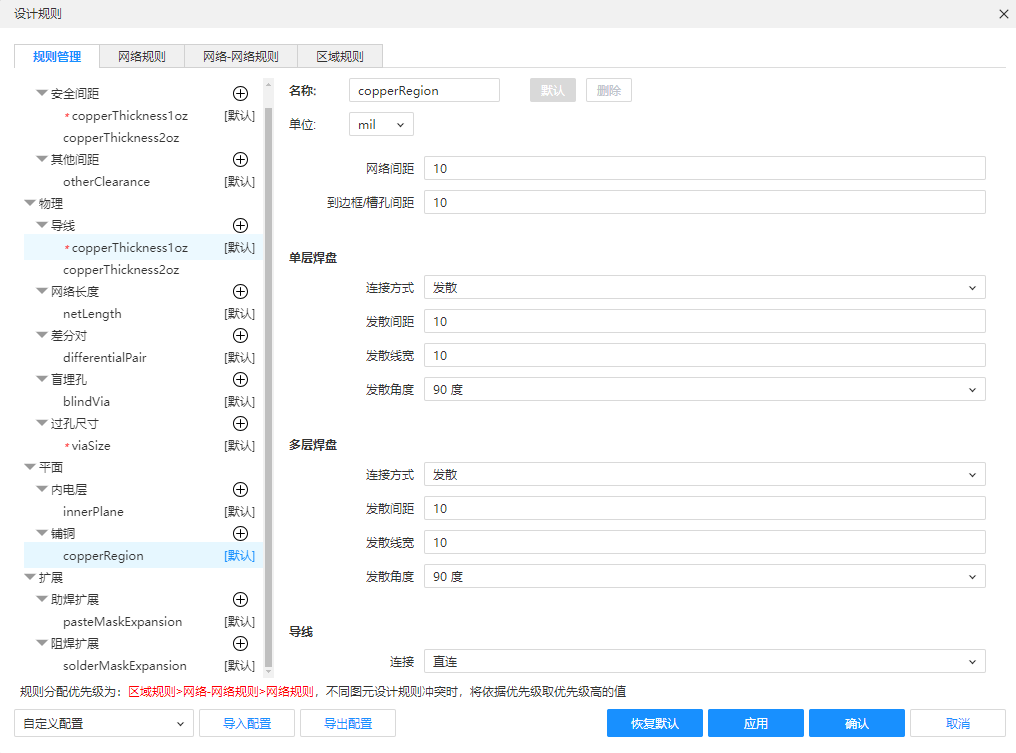 设计规则
规则管理 网络规则 网络-网络规则 区域规则
安全间距
*copperThickness1oz [默认]
copperThickness2oz
其他间距
otherClearance [默认]
物理
导线
*copperThickness1oz [默认]
copperThickness2oz
网络长度
netLength [默认]
差分对
differentialPair [默认]
盲埋孔
blindVia [默认]
过孔尺寸
*viaSize [默认]
平面
内电层
innerPlane [默认]
铺铜
copperRegion [默认]
扩展
助焊扩展
pasteMaskExpansion [默认]
阻焊扩展
solderMaskExpansion [默认]
名称: copperRegion 默认 删除
单位: mil
网络间距 10
到边框/槽孔间距 10
单层焊盘
连接方式 发散
发散间距 10
发散线宽 10
发散角度 90 度
多层焊盘
连接方式 发散
发散间距 10
发散线宽 10
发散角度 90 度
导线
连接 直连
规则分配优先级为：区域规则>网络-网络规则>网络规则，不同图元设计规则冲突时，将依据优先级取优先级高的值
自定义配置 导入配置 导出配置 恢复默认 应用 确认 取消